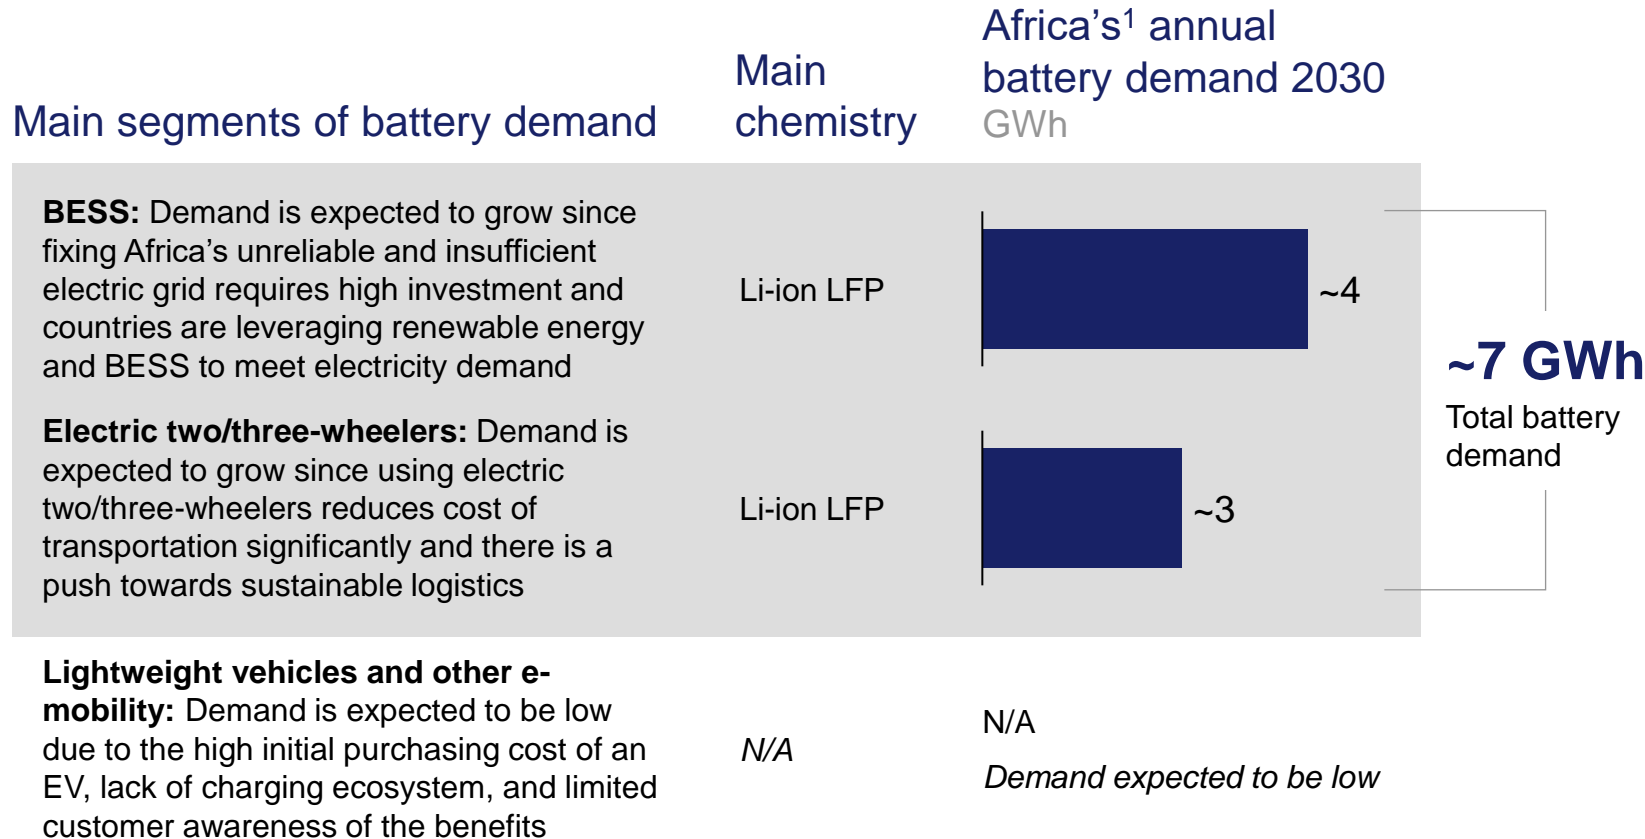 Main segments of battery demand
Main
chemistry
Africa’s1 annual
battery demand 2030
GWh
BESS: Demand is expected to grow since
fixing Africa’s unreliable and insufficient
electric grid requires high investment and
countries are leveraging renewable energy
and BESS to meet electricity demand
Li-ion LFP
~4
Electric two/three-wheelers: Demand is
expected to grow since using electric
two/three-wheelers reduces cost of
transportation significantly and there is a
push towards sustainable logistics
Li-ion LFP
~3
~7 GWh
Total battery
demand
Lightweight vehicles and other e-
mobility: Demand is expected to be low
due to the high initial purchasing cost of an
EV, lack of charging ecosystem, and limited
customer awareness of the benefits
N/A
N/A
Demand expected to be low